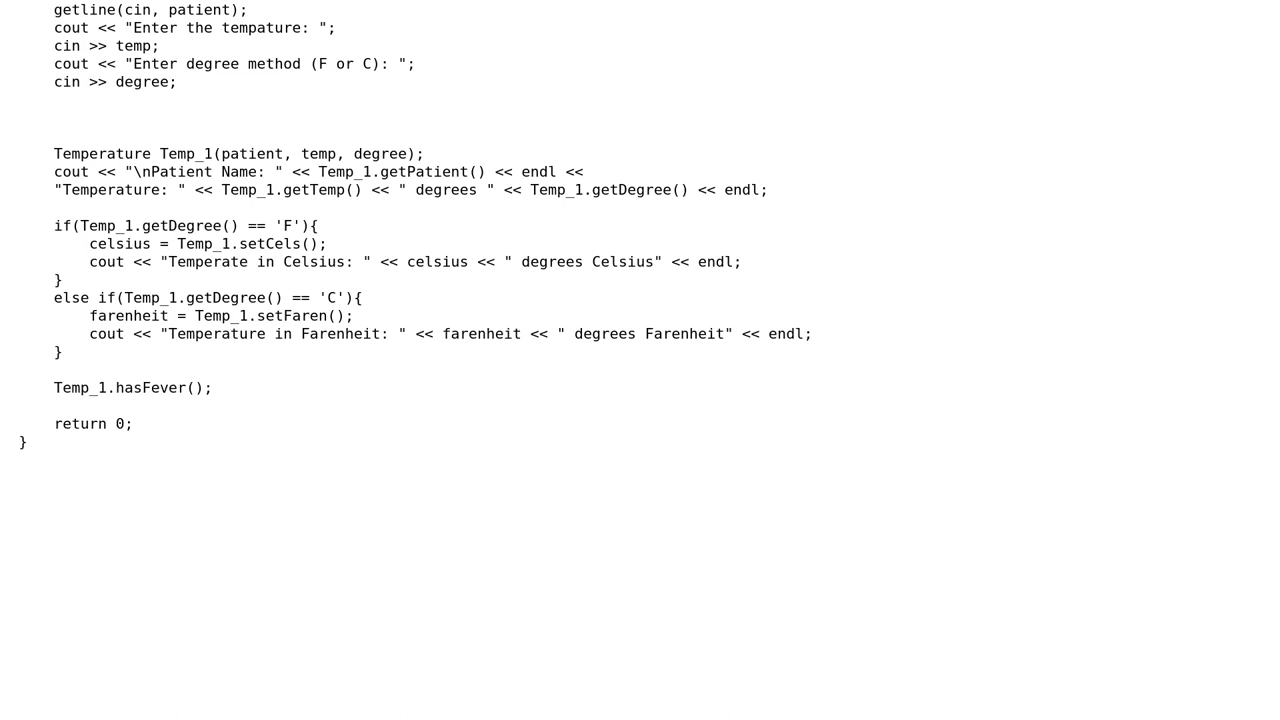 getline(cin, patient);
cout << "Enter the tempature: ";
cin >> temp;
cout << "Enter degree method (F or C): ";
cin >> degree;
Temperature Temp_1(patient, temp, degree);
cout << "\nPatient Name: " << Temp_1.getPatient() << endl <<
"Temperature: " << Temp_1.getTemp() << " degrees " << Temp_1.getDegree() << endl;
if(Temp_1.getDegree() == 'F'){
celsius = Temp_1.setCels();
cout << "Temperate in Celsius: " << celsius << " degrees Celsius" << endl;
}
else if(Temp_1.getDegree() == 'C'){
farenheit = Temp_1.setFaren();
cout << "Temperature in Farenheit: " << farenheit << " degrees Farenheit" << endl;
}
Temp_1.hasFever();
return 0;
}